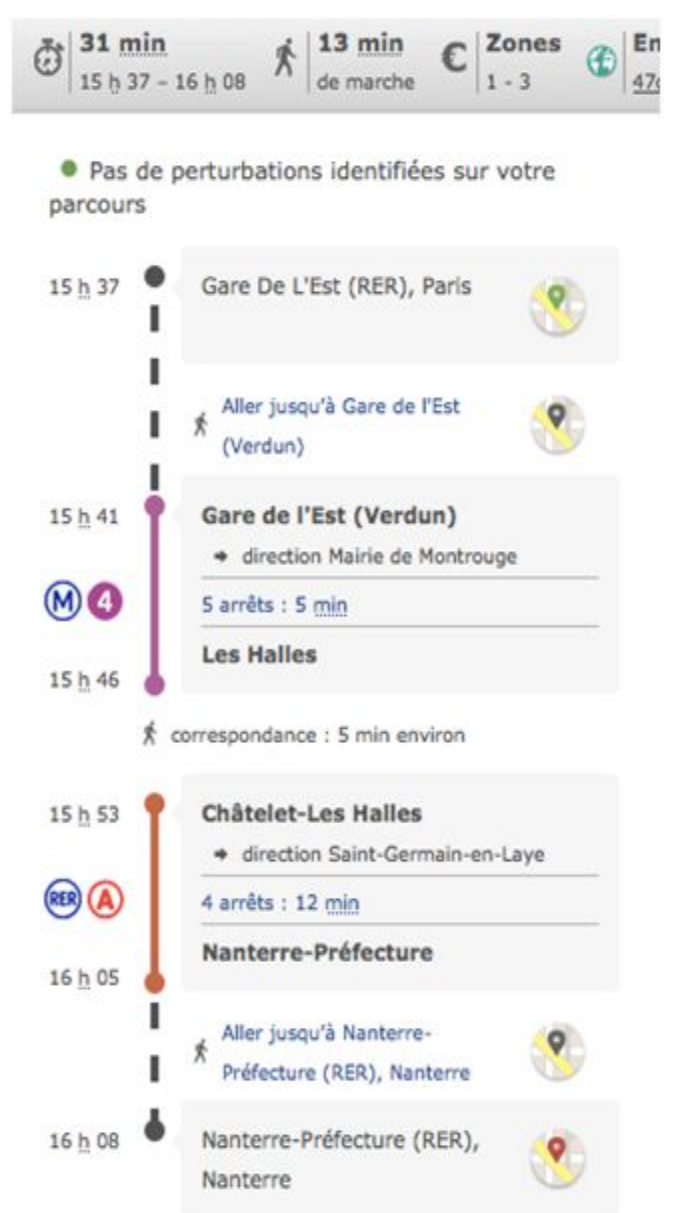 31 min
15 h 37 – 16 h 08
13 min
de marche
€
Zones
1 - 3
Pas de perturbations identifiées sur votre
parcours
15 h 37
Gare De L'Est (RER), Paris
Aller jusqu'à Gare de l'Est
(Verdun)
15 h 41
Gare de l'Est (Verdun)
direction Mairie de Montrouge
M 4
5 arrêts : 5 min
Les Halles
15 h 46
correspondance : 5 min environ
15 h 53
Châtelet-Les Halles
direction Saint-Germain-en-Laye
RER A
4 arrêts : 12 min
Nanterre-Préfecture
16 h 05
Aller jusqu'à Nanterre-
Préfecture (RER), Nanterre
16 h 08
Nanterre-Préfecture (RER),
Nanterre